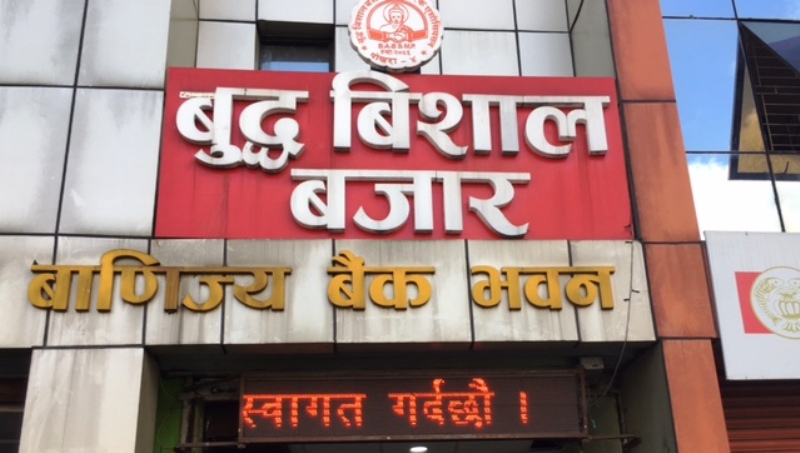 बुद्ध बिशाल
बजार
बाणिज्य बैंक भवन
स्वागत गर्दछौ ।